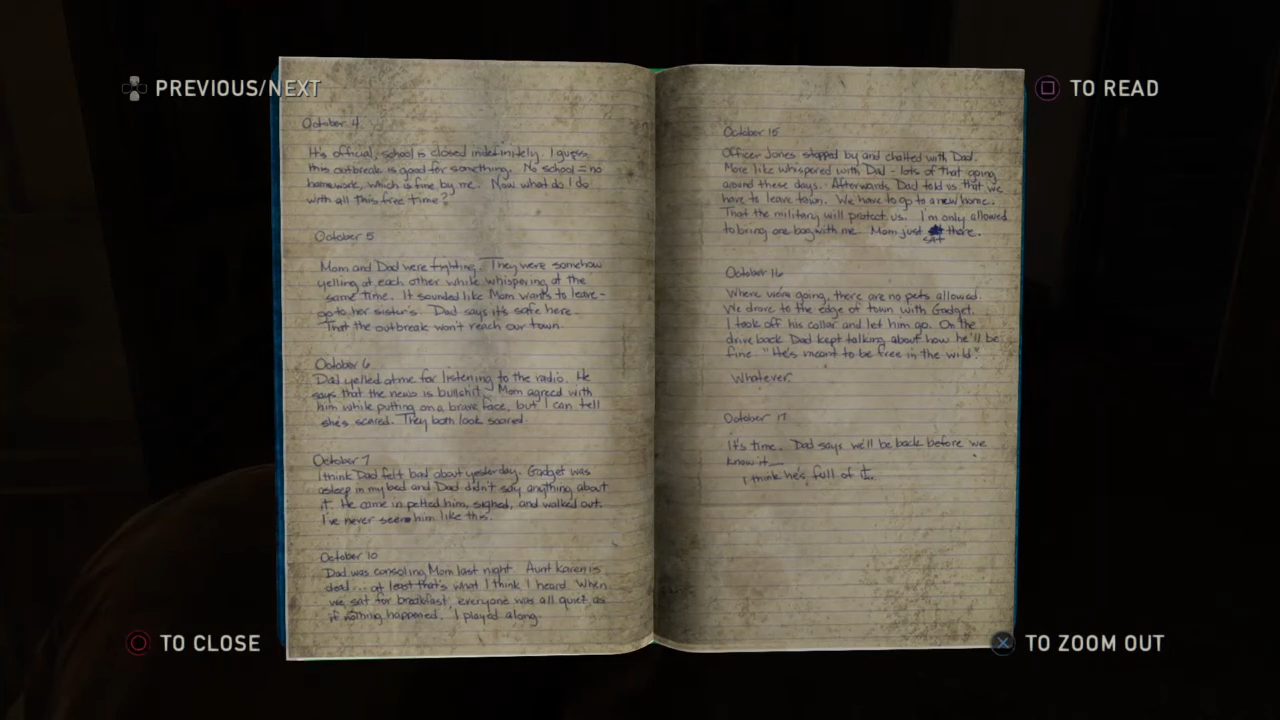 PREVIOUS/NEXT
TO READ
October 4
It's official, school is closed indefinitely. I guess
this outbreak is good for something. No school = no
homework, which is fine by me. Now what do I do
with all this free time?
October 5
Mom and Dad were fighting. They were somehow
yelling at each other while whispering at the
same time. It sounded like Mom wants to leave -
go to her sister's. Dad says it's safe here.
That the outbreak won't reach our town.
October 6
Dad yelled at me for listening to the radio. He
says that the news is bullshit. Mom agreed with
him while putting on a brave face, but I can tell
she's scared. They both look scared.
October 7
I think Dad felt bad about yesterday. Gadget was
asleep in my bed and Dad didn't say anything about
it. He came in petted him, sighed, and walked out.
I've never seen him like this.
October 10
Dad was consoling Mom last night. Aunt Karen is
dead... at least that's what I think I heard. When
we sat for breakfast, everyone was all quiet as
if nothing happened. I played along.
October 15
Officer Jones stopped by and chatted with Dad.
More like whispered with Dad - lots of that going
around these days. Afterwards Dad told us that we
have to leave town. We have to go to a new home.
That the military will protect us. I'm only allowed
to bring one bag with me. Mom just sat there.
October 16
Where we're going, there are no pets allowed.
We drove to the edge of town with Gadget.
I took off his collar and let him go. On the
drive back Dad kept talking about how he'll be
fine. "He's meant to be free in the wild".
Whatever.
October 17
It's time. Dad says we'll be back before we
know it...
I think he's full of it...
TO CLOSE
TO ZOOM OUT